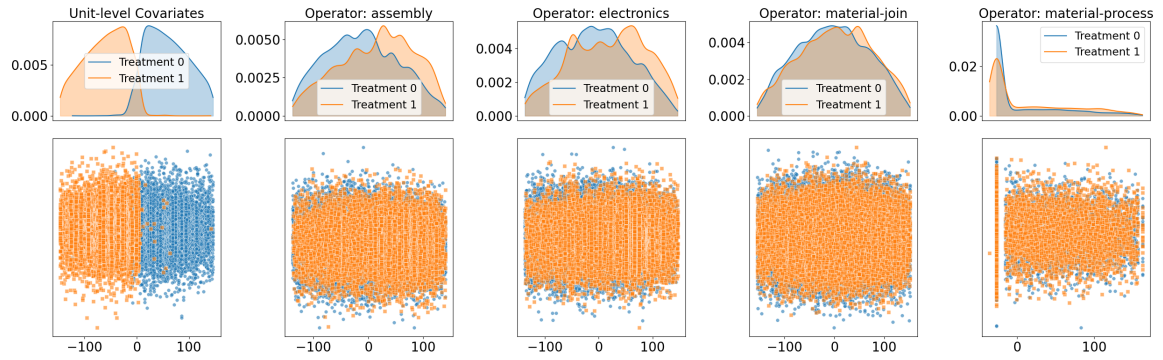 Unit-level Covariates
0.005
0.000
Treatment 0
Treatment 1
−100
0
100
Operator: assembly
0.0050
0.0025
0.0000
Treatment 0
Treatment 1
−100
0
100
Operator: electronics
0.004
0.002
0.000
Treatment 0
Treatment 1
−100
0
100
Operator: material-join
0.004
0.002
0.000
Treatment 0
Treatment 1
−100
0
100
Operator: material-process
0.02
0.00
Treatment 0
Treatment 1
0
100